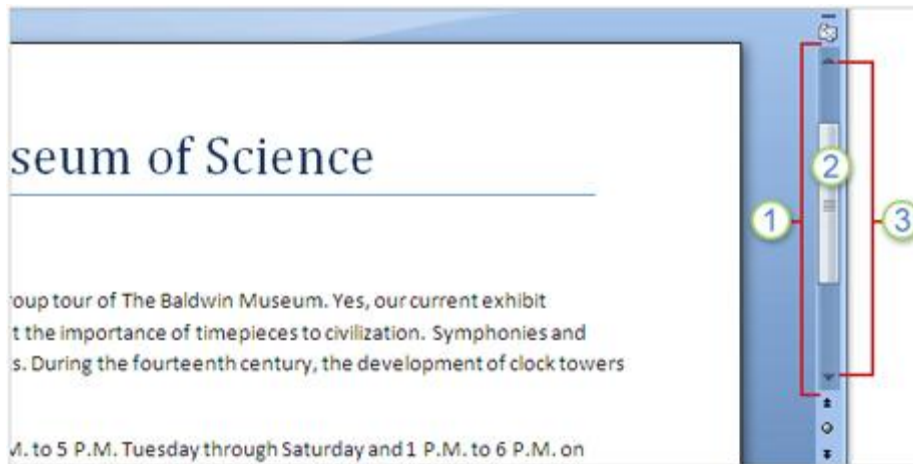 seum of Science
oup tour of The Baldwin Museum. Yes, our current exhibit
t the importance of timepieces to civilization. Symphonies and
s. During the fourteenth century, the development of clock towers
M. to 5 P.M. Tuesday through Saturday and 1 P.M. to 6 P.M. on
1
2
3